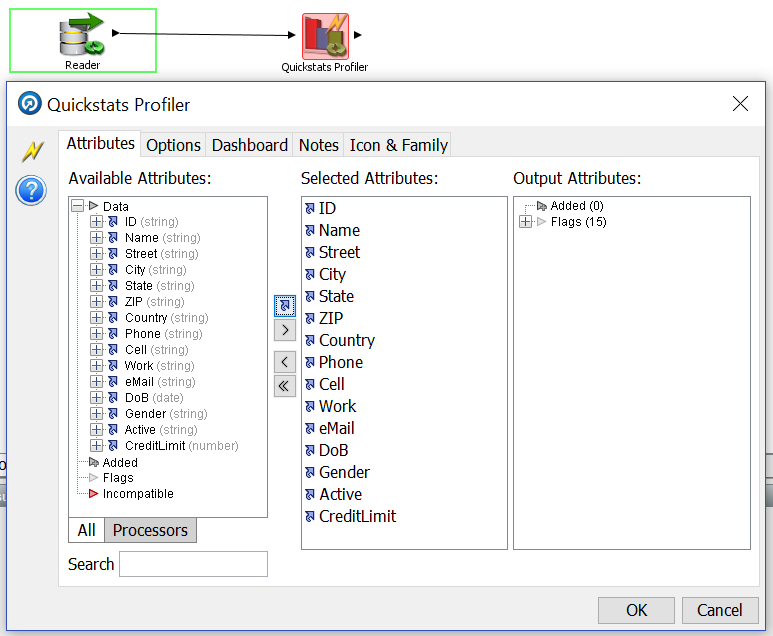 Reader
Quickstats Profiler
Quickstats Profiler
Attributes
Options
Dashboard
Notes
Icon & Family
Available Attributes:
Data
ID (string)
Name (string)
Street (string)
City (string)
State (string)
ZIP (string)
Country (string)
Phone (string)
Cell (string)
Work (string)
eMail (string)
DoB (date)
Gender (string)
Active (string)
CreditLimit (number)
Added
Flags
Incompatible
All
Processors
Search
Selected Attributes:
ID
Name
Street
City
State
ZIP
Country
Phone
Cell
Work
eMail
DoB
Gender
Active
CreditLimit
Output Attributes:
Added (0)
Flags (15)
OK
Cancel